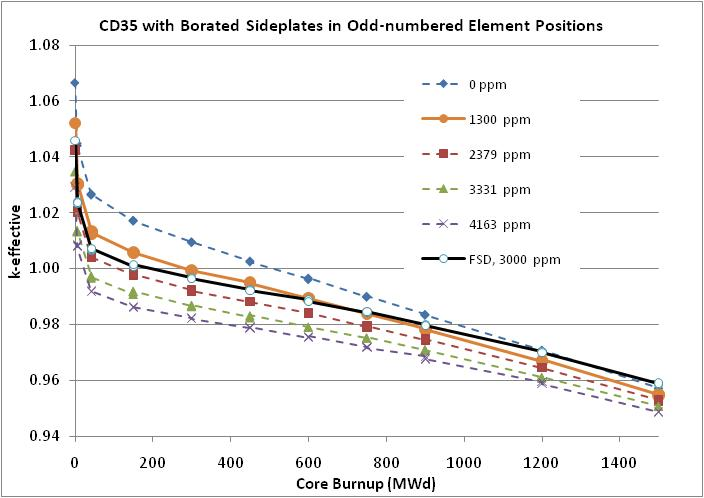 CD35 with Borated Sideplates in Odd-numbered Element Positions
1.08
1.06
1.04
1.02
1.00
0.98
0.96
0.94
k-effective
0 ppm
1300 ppm
2379 ppm
3331 ppm
4163 ppm
FSD, 3000 ppm
0 200 400 600 800 1000 1200 1400
Core Burnup (MWd)